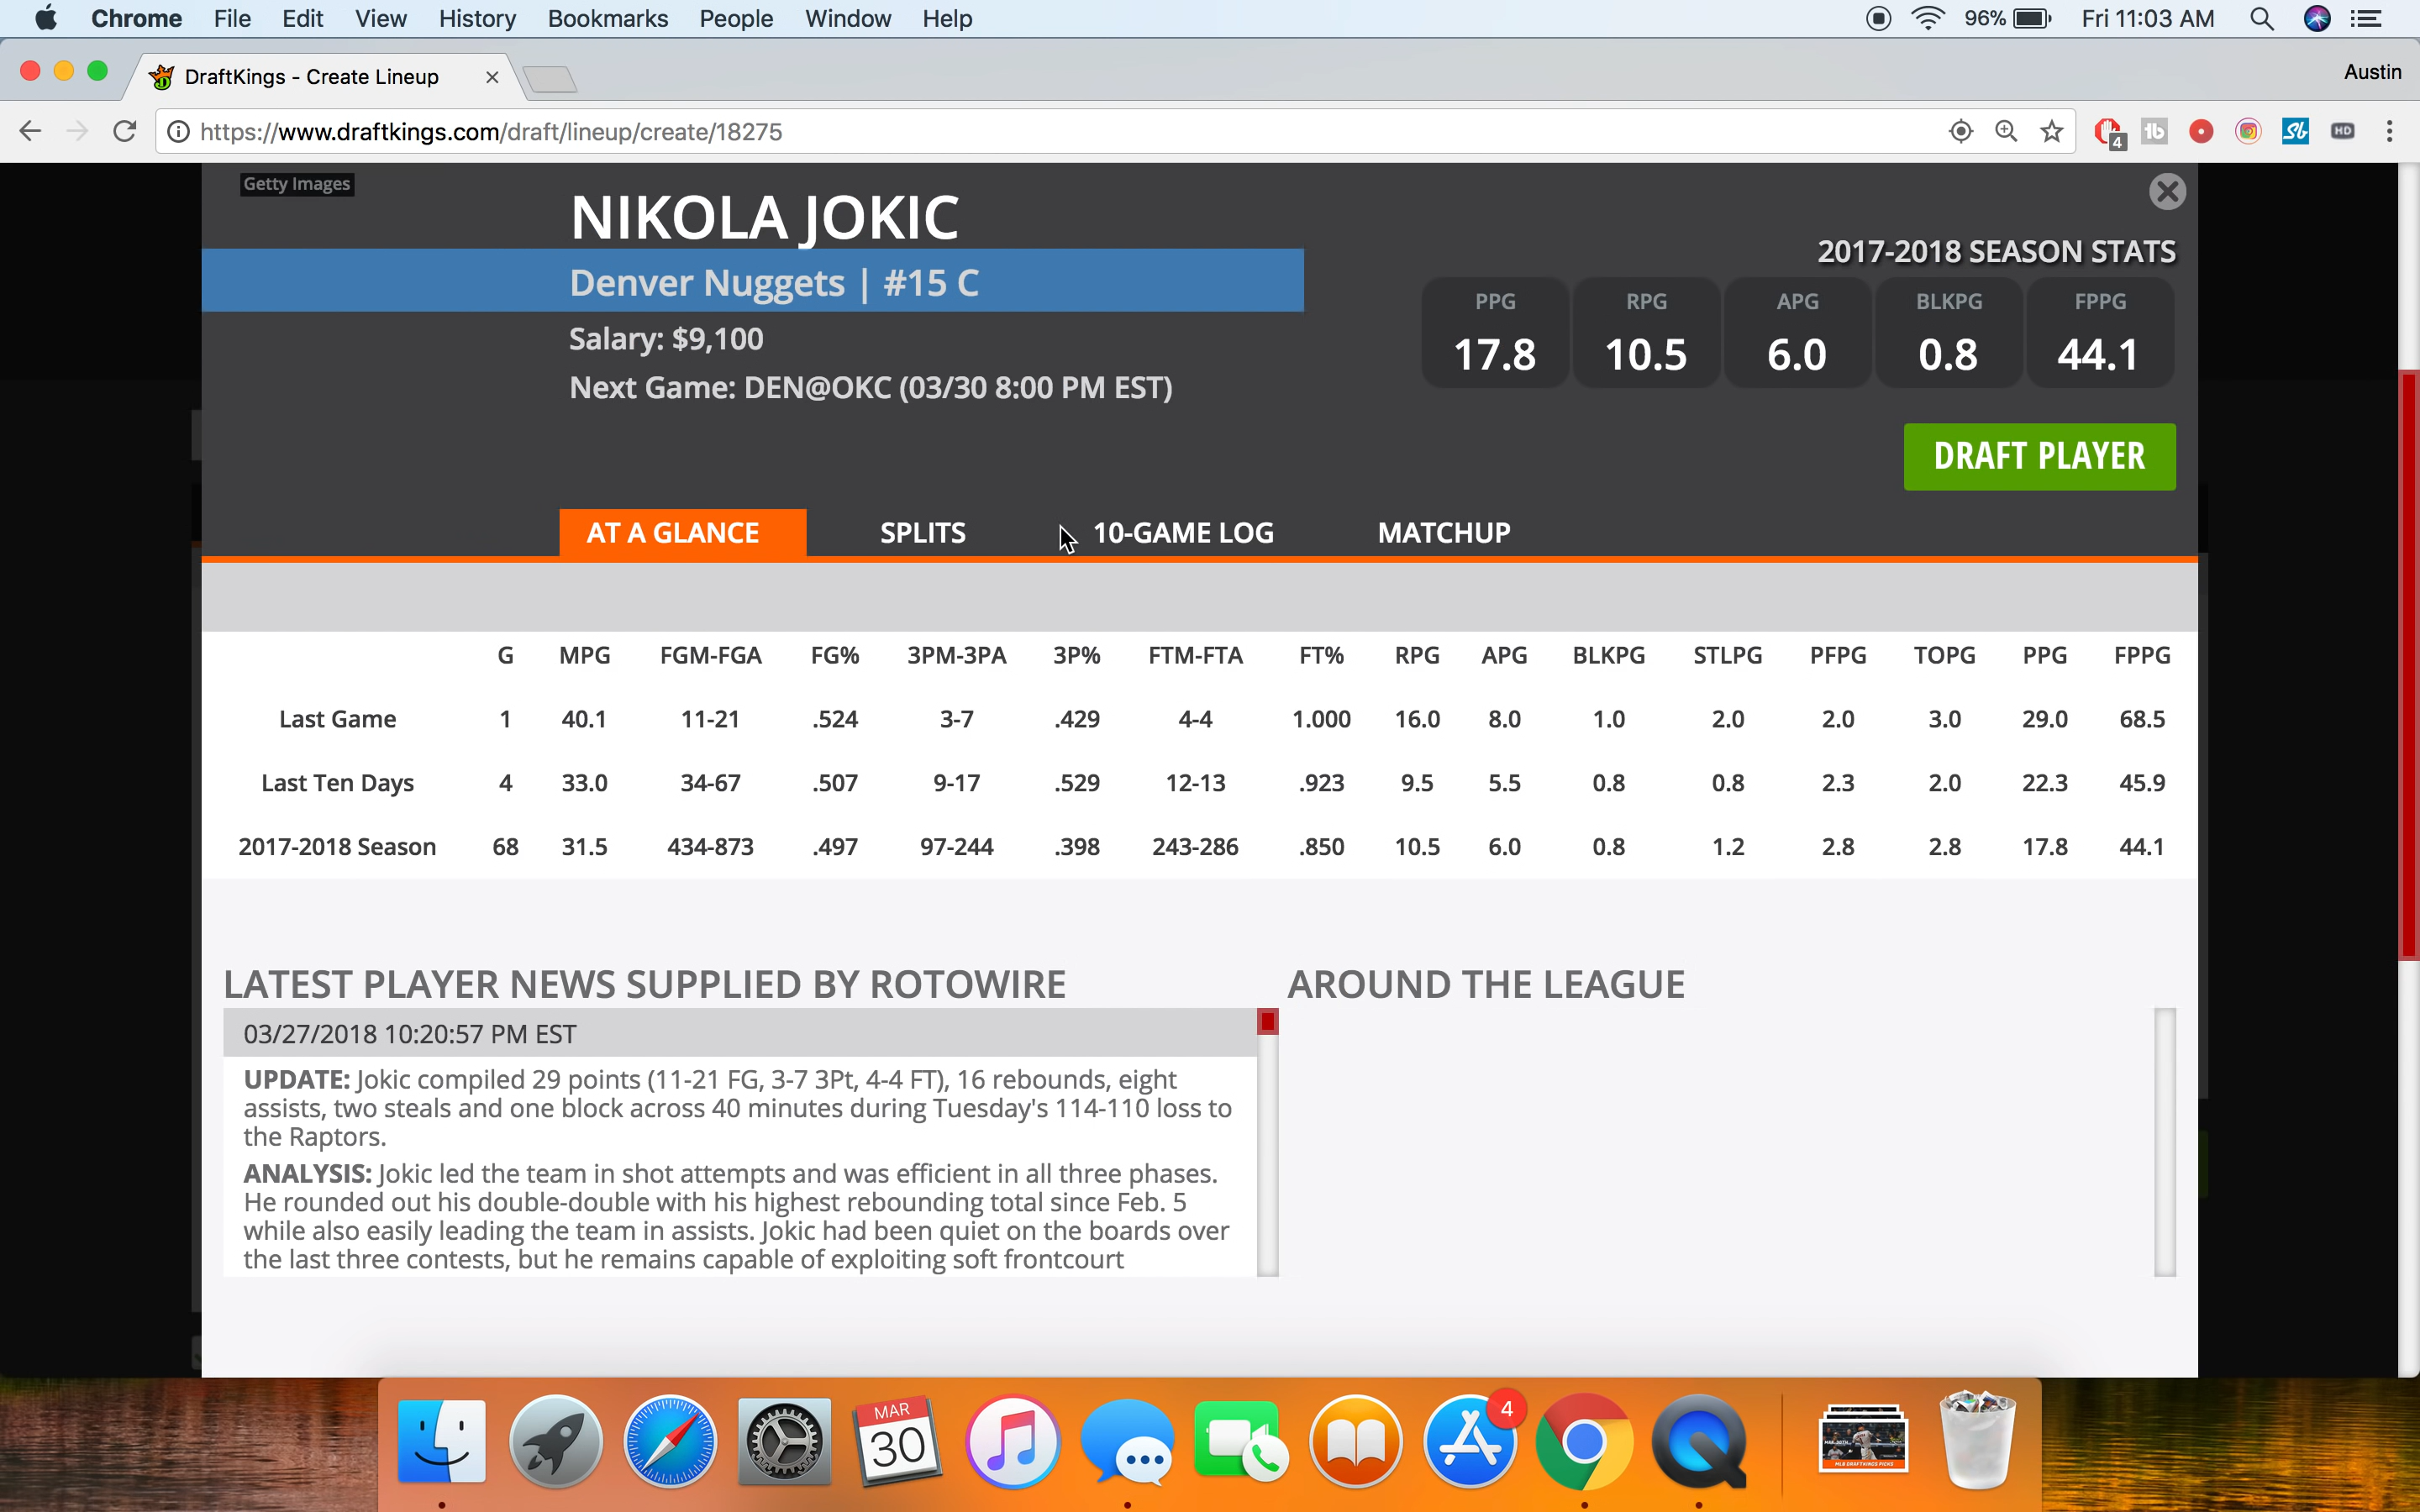 Chrome File Edit View History Bookmarks People Window Help 96% Fri 11:03 AM
DraftKings - Create Lineup Austin
https://www.draftkings.com/draft/lineup/create/18275 4 tb Sb HD
Getty Images
NIKOLA JOKIC
Denver Nuggets | #15 C
Salary: $9,100
Next Game: DEN@OKC (03/30 8:00 PM EST)
2017-2018 SEASON STATS
PPG RPG APG BLKPG FPPG
17.8 10.5 6.0 0.8 44.1
DRAFT PLAYER
AT A GLANCE SPLITS 10-GAME LOG MATCHUP
G MPG FGM-FGA FG% 3PM-3PA 3P% FTM-FTA FT% RPG APG BLKPG STLPG PFPG TOPG PPG FPPG
Last Game 1 40.1 11-21 .524 3-7 .429 4-4 1.000 16.0 8.0 1.0 2.0 2.0 3.0 29.0 68.5
Last Ten Days 4 33.0 34-67 .507 9-17 .529 12-13 .923 9.5 5.5 0.8 0.8 2.3 2.0 22.3 45.9
2017-2018 Season 68 31.5 434-873 .497 97-244 .398 243-286 .850 10.5 6.0 0.8 1.2 2.8 2.8 17.8 44.1
LATEST PLAYER NEWS SUPPLIED BY ROTOWIRE
03/27/2018 10:20:57 PM EST
UPDATE: Jokic compiled 29 points (11-21 FG, 3-7 3Pt, 4-4 FT), 16 rebounds, eight
assists, two steals and one block across 40 minutes during Tuesday's 114-110 loss to
the Raptors.
ANALYSIS: Jokic led the team in shot attempts and was efficient in all three phases.
He rounded out his double-double with his highest rebounding total since Feb. 5
while also easily leading the team in assists. Jokic had been quiet on the boards over
the last three contests, but he remains capable of exploiting soft frontcourt
AROUND THE LEAGUE
MAR
30
4
MLB DRAFTKINGS PICKS